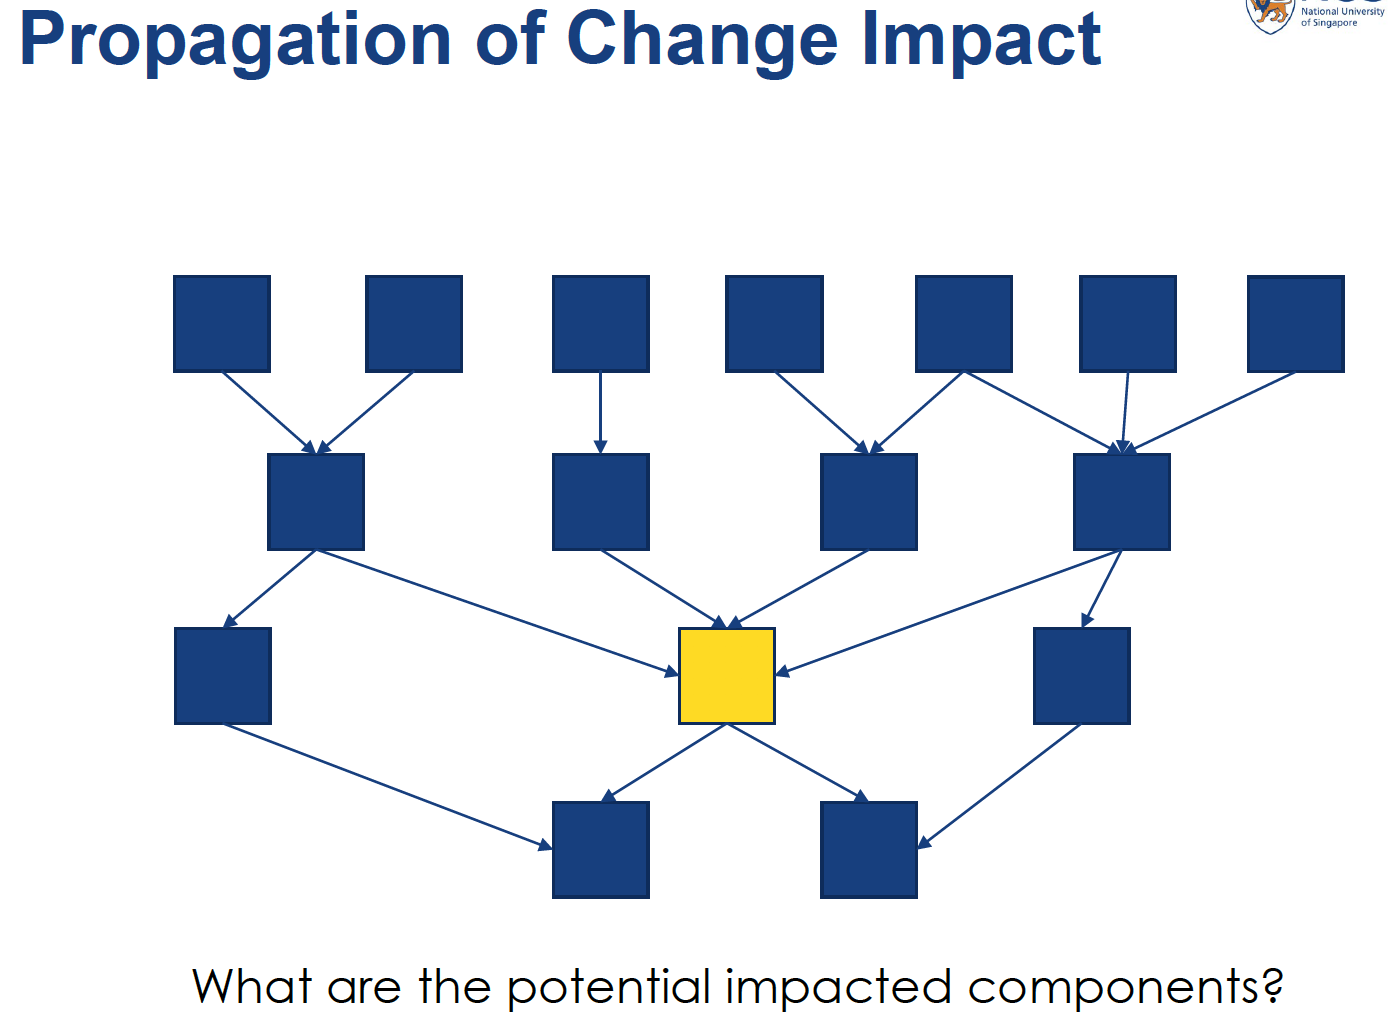 Propagation of Change Impact
National University
of Singapore
What are the potential impacted components?